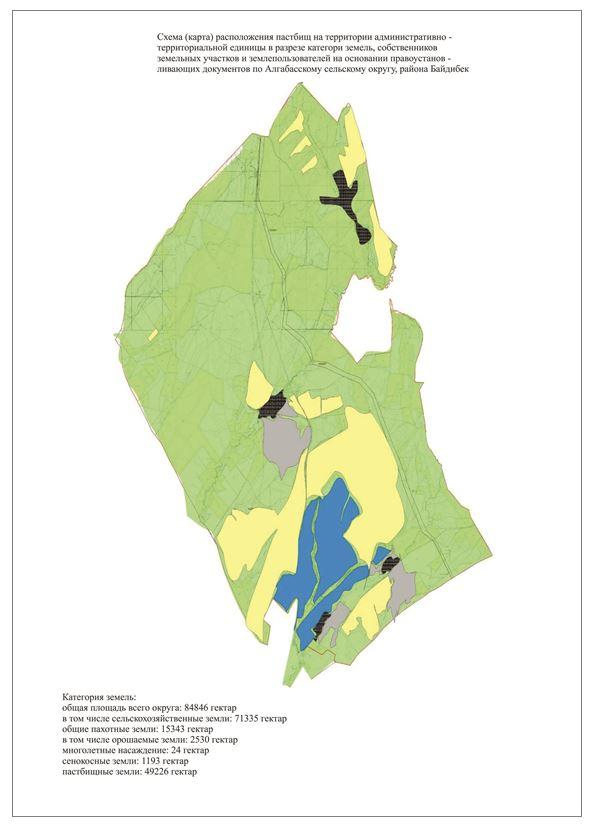 Схема (карта) расположения пастбищ на территории административно -
территориальной единицы в разрезе категори земель, собственников
земельных участков и землепользователей на основании правоустанов -
ливающих документов по Алгабасскому сельскому округу, района Байдибек
Категория земель:
общая площадь всего округа: 84846 гектар
в том числе сельскохозяйственные земли: 71335 гектар
общие пахотные земли: 15343 гектар
в том числе орошаемые земли: 2530 гектар
многолетные насаждение: 24 гектар
сенокосные земли: 1193 гектар
пастбищные земли: 49226 гектар